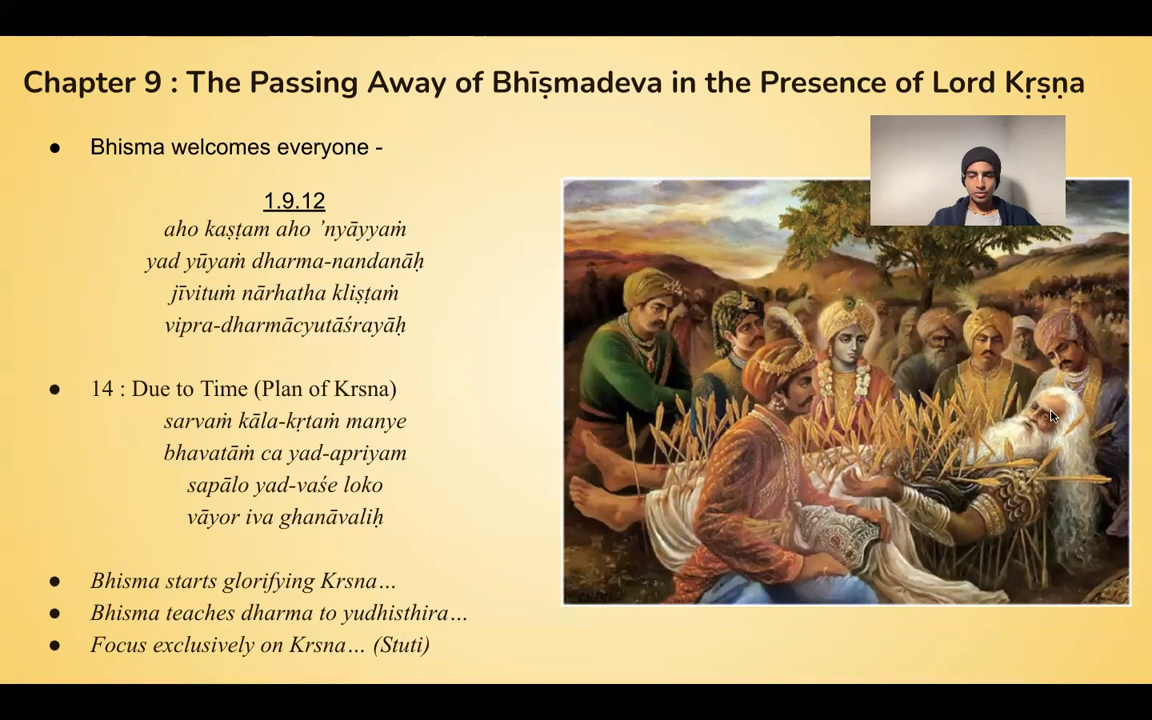 Chapter 9 : The Passing Away of Bhīṣmadeva in the Presence of Lord Kṛṣṇa
● Bhisma welcomes everyone -
1.9.12
aho kaṣṭam aho ’nyāyyaṁ
yad yūyaṁ dharma-nandanāḥ
jīvituṁ nārhatha kliṣṭaṁ
vipra-dharmācyutāśrayāḥ
● 14 : Due to Time (Plan of Krsna)
sarvaṁ kāla-kṛtaṁ manye
bhavatāṁ ca yad-apriyam
sapālo yad-vaśe loko
vāyor iva ghanāvaliḥ
● Bhisma starts glorifying Krsna…
● Bhisma teaches dharma to yudhisthira…
● Focus exclusively on Krsna… (Stuti)